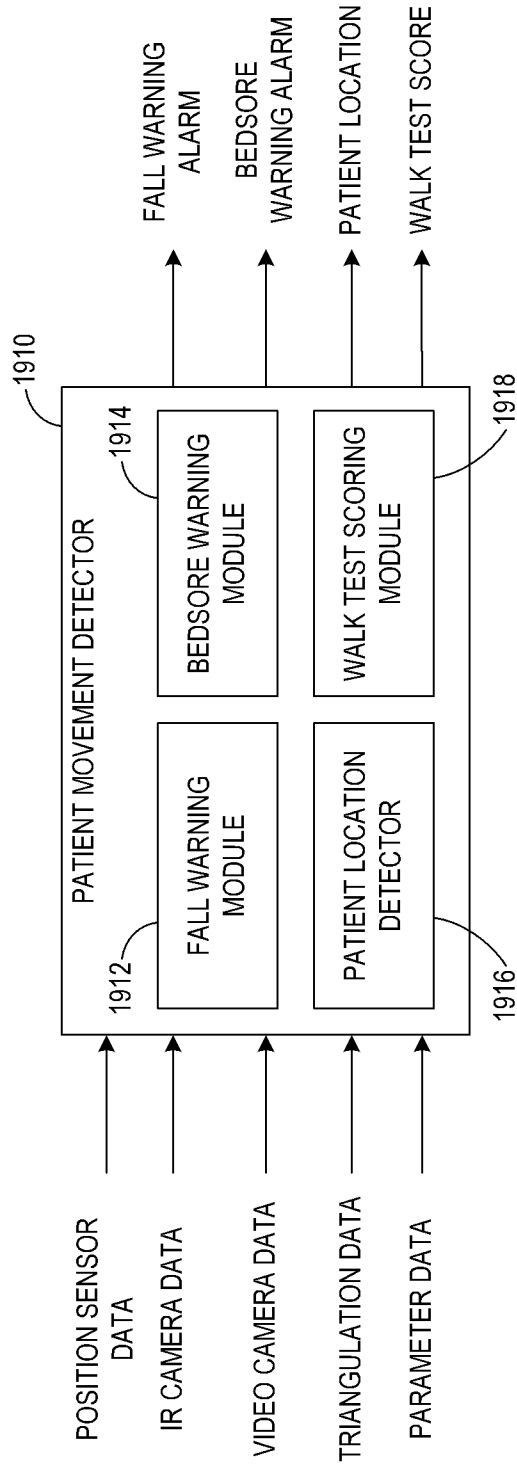 POSITION SENSOR
DATA
IR CAMERA DATA
VIDEO CAMERA DATA
TRIANGULATION DATA
PARAMETER DATA
1910
PATIENT MOVEMENT DETECTOR
1912
FALL WARNING
MODULE
1914
BEDSORE WARNING
MODULE
PATIENT LOCATION
DETECTOR
1916
WALK TEST SCORING
MODULE
1918
FALL WARNING
ALARM
BEDSORE
WARNING ALARM
PATIENT LOCATION
WALK TEST SCORE